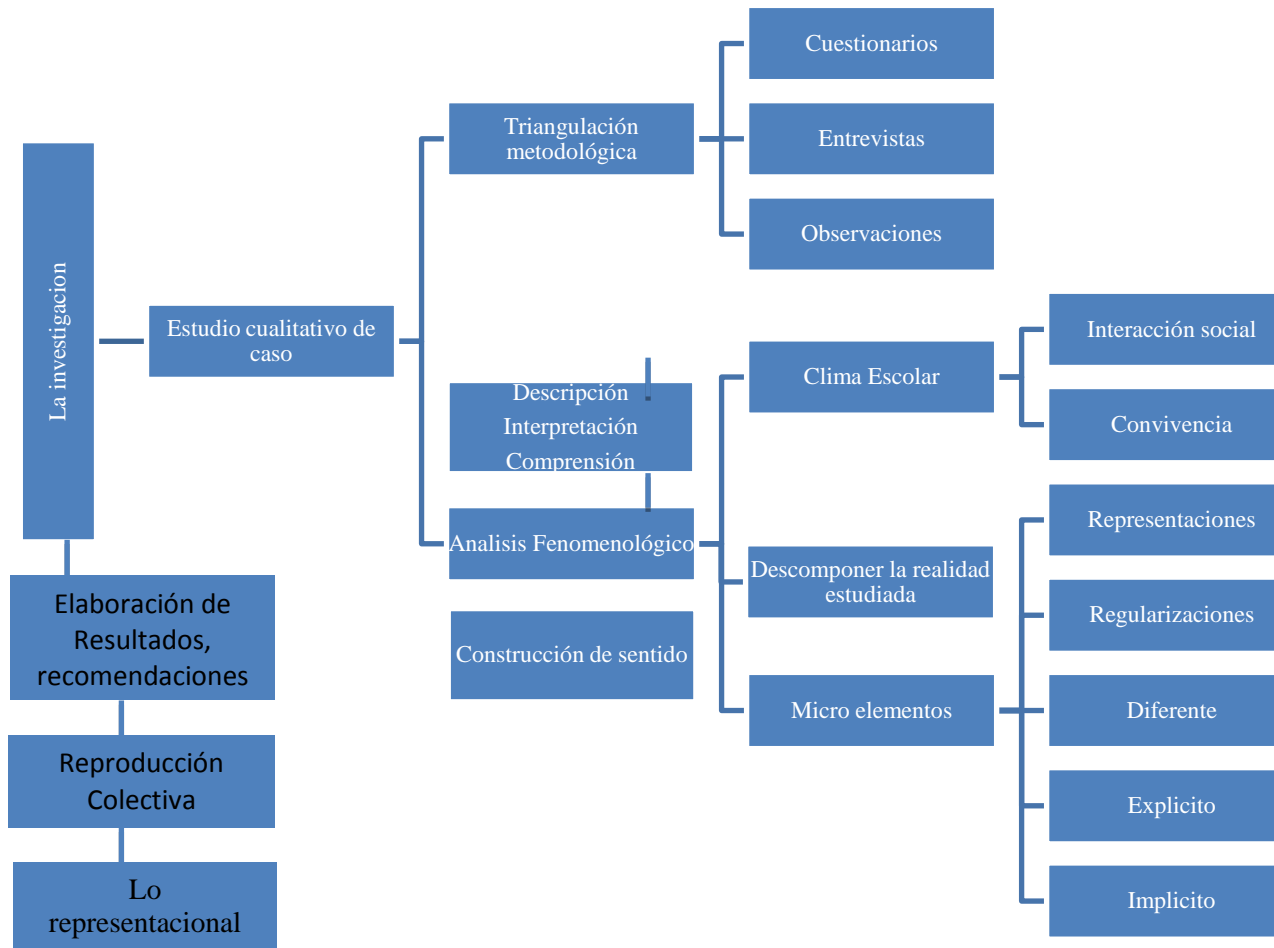 La investigacion
Elaboración de
Resultados,
recomendaciones
Reproducción
Colectiva
Lo
representacional
Estudio cualitativo de
caso
Triangulación
metodológica
Cuestionarios
Entrevistas
Observaciones
Descripción
Interpretación
Comprensión
Analisis Fenomenológico
Construcción de sentido
Clima Escolar
Interacción social
Convivencia
Descomponer la realidad
estudiada
Micro elementos
Representaciones
Regularizaciones
Diferente
Explicito
Implicito